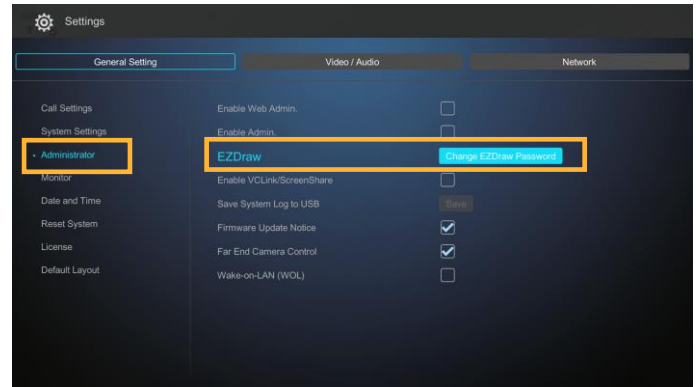 Settings
General Setting
Video / Audio
Network
Call Settings
System Settings
Administrator
Monitor
Date and Time
Reset System
License
Default Layout
Enable Web Admin.
Enable Admin.
EZDraw
Change EZDraw Password
Enable VCLink/ScreenShare
Save System Log to USB
Save
Firmware Update Notice
Far End Camera Control
Wake-on-LAN (WOL)